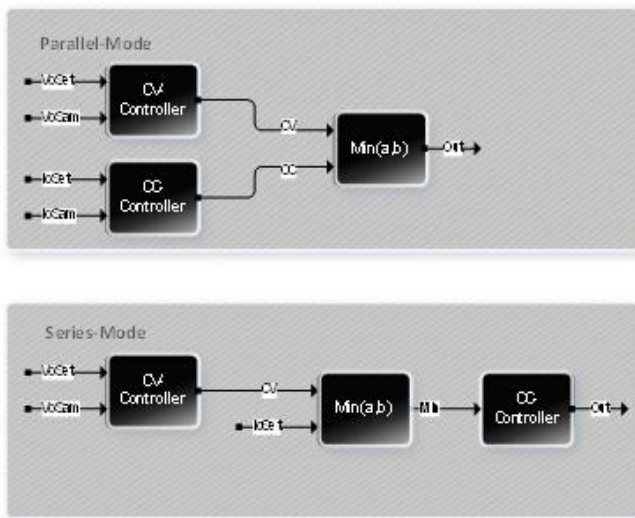 Parallel-Mode
VoSet
VoSam
CV
Controller
IoSet
IoSam
CC
Controller
CV
CC
Min(a,b)
Out
Series-Mode
VoSet
VoSam
CV
Controller
CV
IoSet
Min(a,b)
Min
CC
Controller
Out